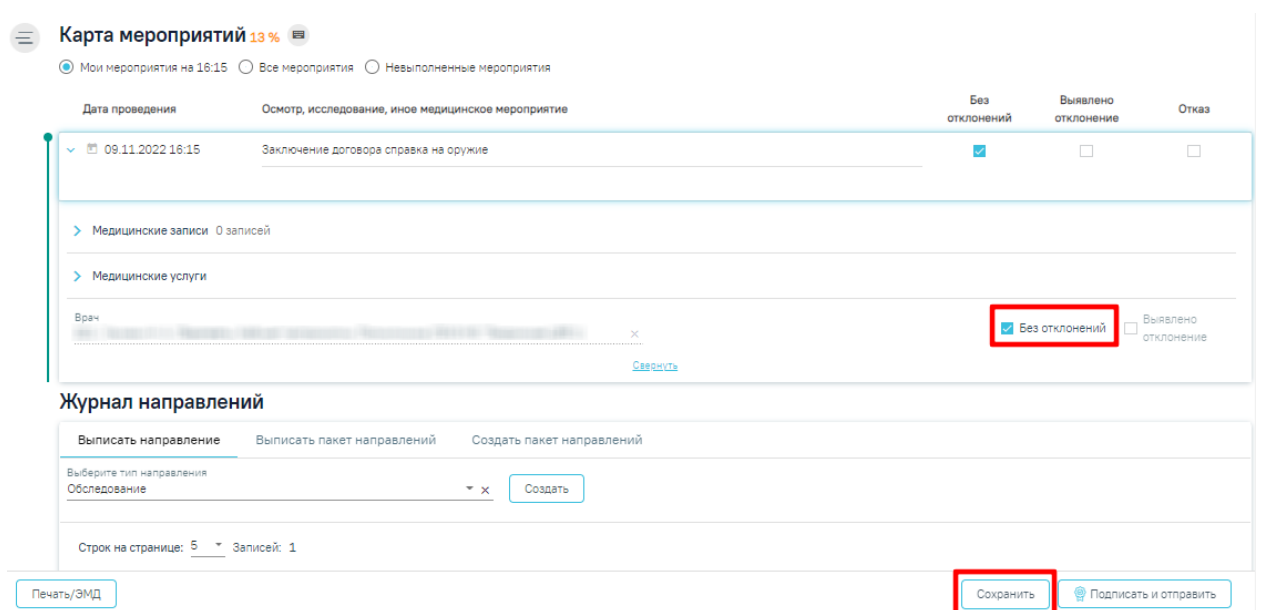 Карта мероприятий 13 %
Мои мероприятия на 16:15 Все мероприятия Невыполненные мероприятия
Дата проведения Осмотр, исследование, иное медицинское мероприятие Без отклонений Выявлено отклонение Отказ
09.11.2022 16:15 Заключение договора справка на оружие
Медицинские записи 0 записей
Медицинские услуги
Врач
Без отклонений Выявлено отклонение
Свернуть
Журнал направлений
Выписать направление Выписать пакет направлений Создать пакет направлений
Выберите тип направления
Обследование Создать
Строк на странице: 5 Записей: 1
Печать/ЭМД Сохранить Подписать и отправить